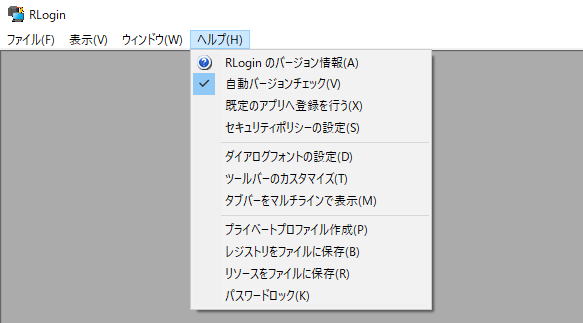 RLogin
ファイル(F) 表示(V) ウィンドウ(W) ヘルプ(H)
RLogin のバージョン情報(A)
自動バージョンチェック(V)
既定のアプリへ登録を行う(X)
セキュリティポリシーの設定(S)
ダイアログフォントの設定(D)
ツールバーのカスタマイズ(T)
タブバーをマルチラインで表示(M)
プライベートプロファイル作成(P)
レジストリをファイルに保存(B)
リソースをファイルに保存(R)
パスワードロック(K)